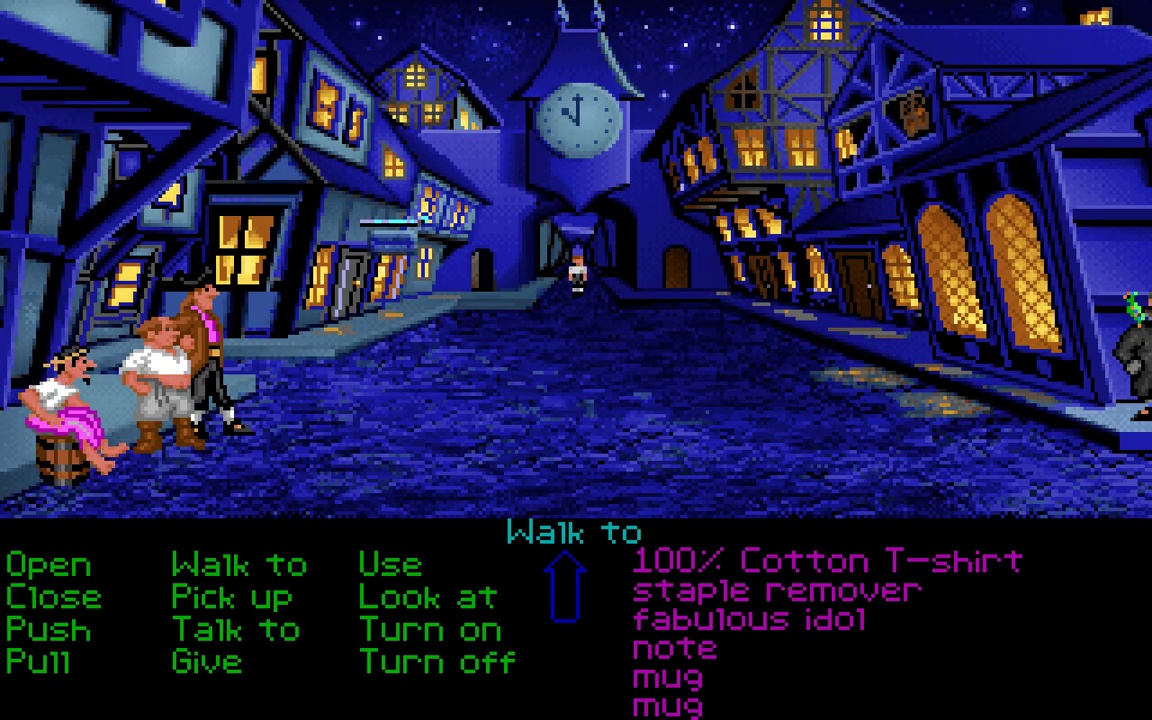 Walk to
Open Walk to Use
Close Pick up Look at
Push Talk to Turn on
Pull Give Turn off
100% Cotton T-shirt
staple remover
fabulous idol
note
mug
mug